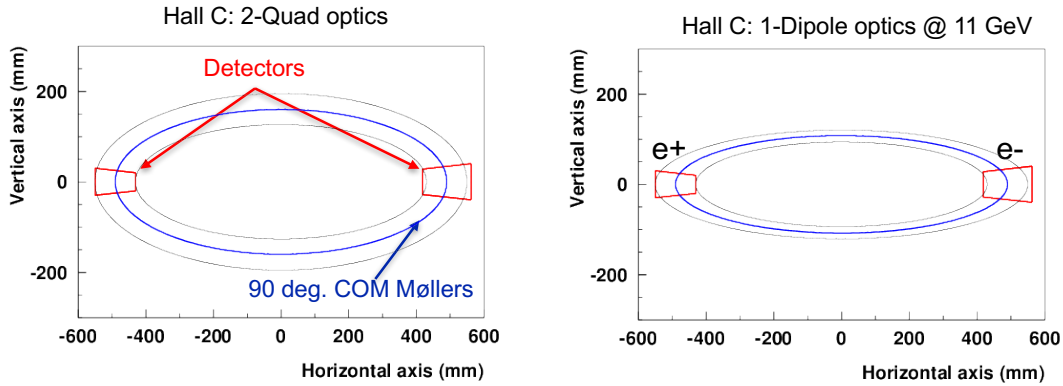 Hall C: 2-Quad optics
Vertical axis (mm)
200
0
-200
-600
-400
-200
0
200
400
600
Horizontal axis (mm)
Detectors
90 deg. COM Møllers
Hall C: 1-Dipole optics @ 11 GeV
Vertical axis (mm)
200
0
-200
-600
-400
-200
0
200
400
600
Horizontal axis (mm)
e+
e-